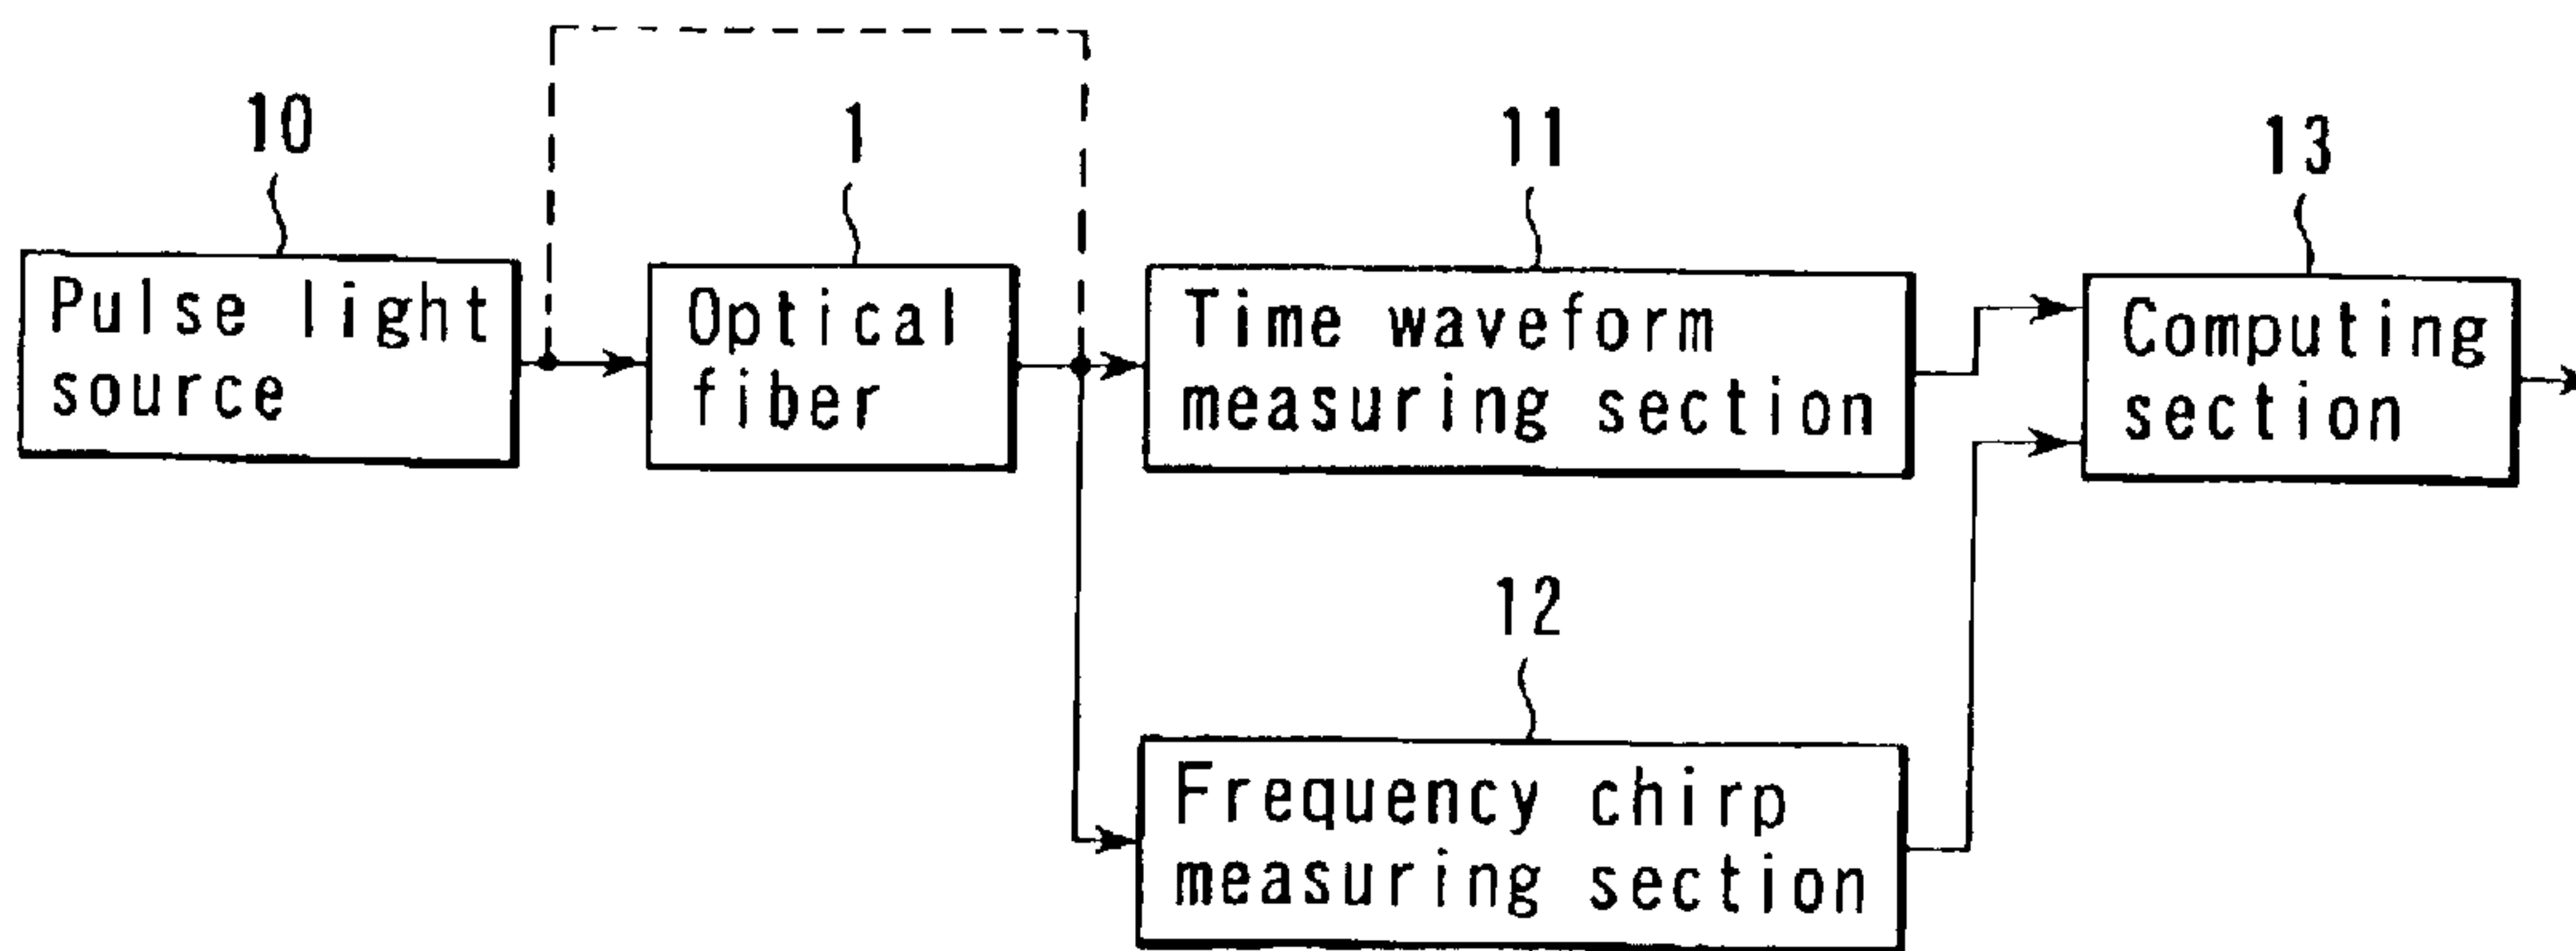 10
1
11
13
Pulse light
source
Optical
fiber
Time waveform
measuring section
Computing
section
12
Frequency chirp
measuring section